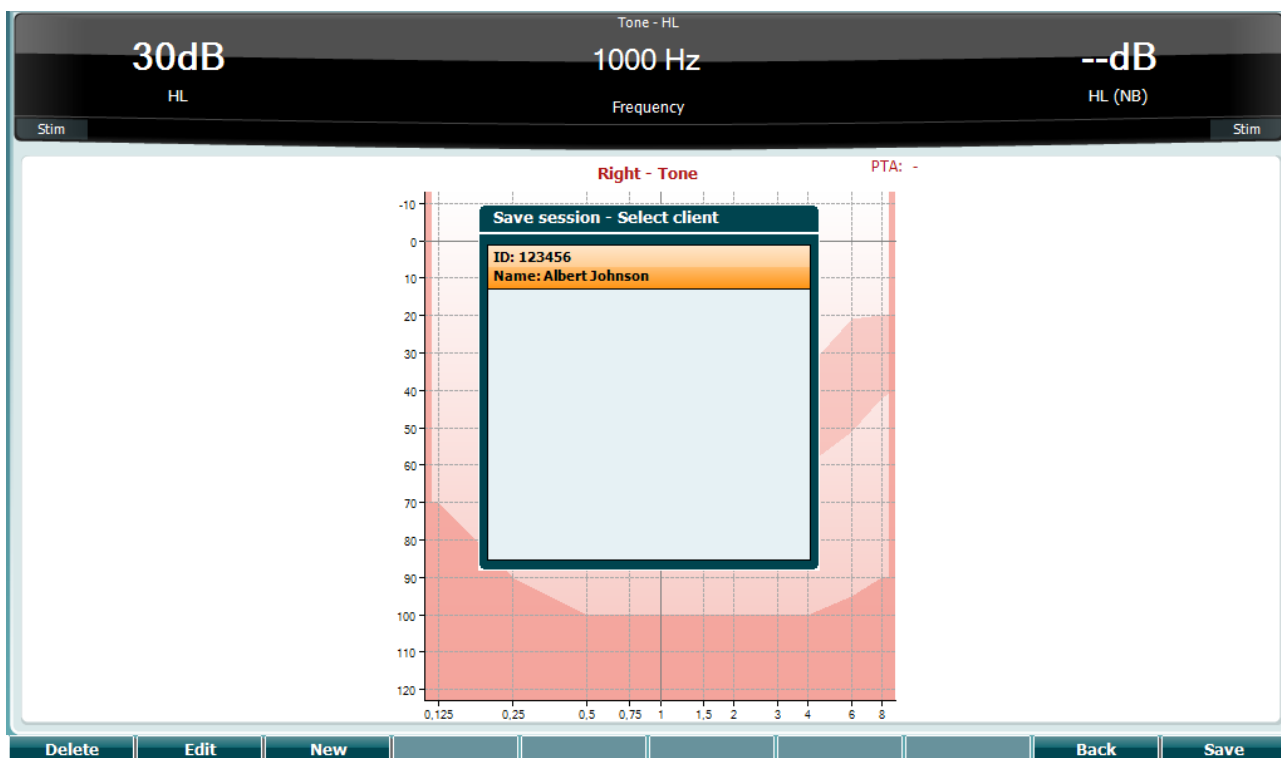 Tone - HL
30dB
1000 Hz
--dB
HL
Frequency
HL (NB)
Stim
Stim
Right - Tone
PTA: -
Save session - Select client
ID: 123456
Name: Albert Johnson
-10
0
10
20
30
40
50
60
70
80
90
100
110
120
0,125 0,25 0,5 0,75 1 1,5 2 3 4 6 8
Delete Edit New Back Save